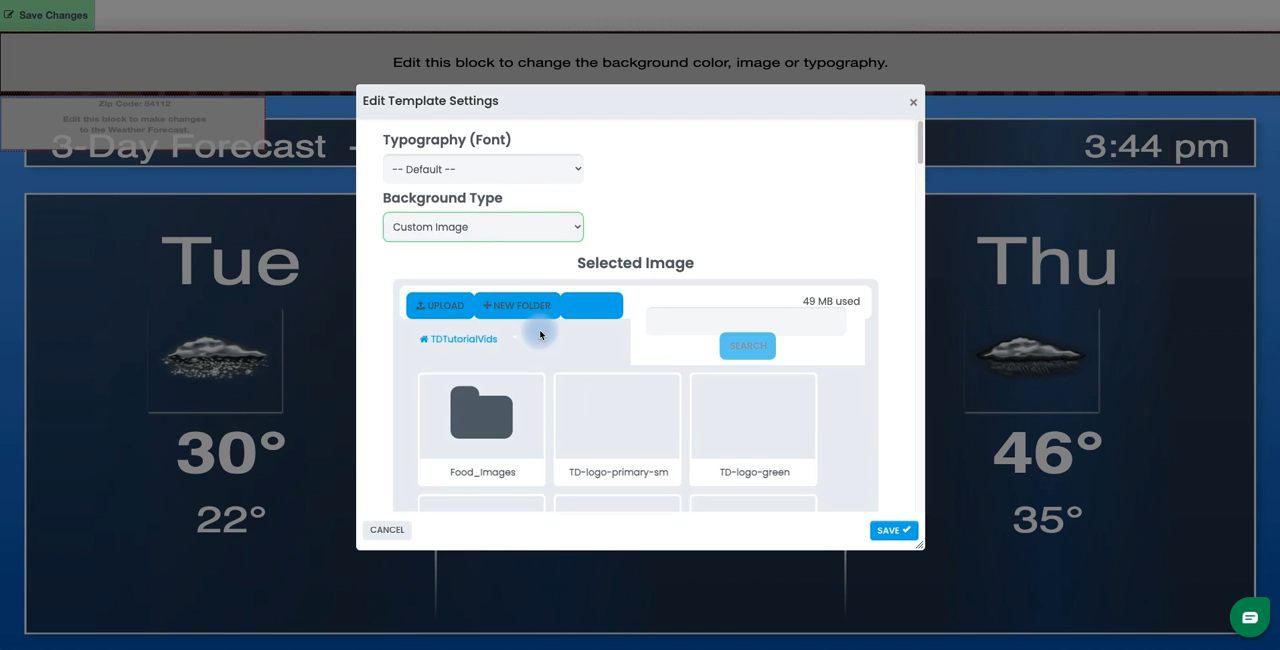 Save Changes
Edit this block to change the background color, image or typography.
Zip Code: 84112
Edit this block to make changes
to the Weather Forecast.
3-Day Forecast -
3:44 pm
Edit Template Settings
×
Typography (Font)
-- Default --
Background Type
Custom Image
Selected Image
UPLOAD
NEW FOLDER
49 MB used
TDTutorialVids
SEARCH
Food_Images
TD-logo-primary-sm
TD-logo-green
CANCEL
SAVE
Tue
30°
22°
Thu
46°
35°